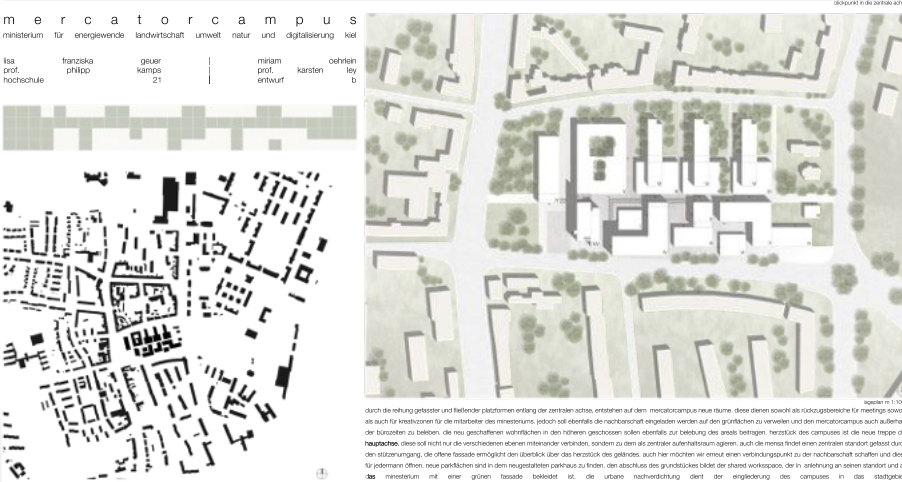 blickpunkt in die zentrale ach
mercatorcampus
ministerium für energiewende landwirtschaft umwelt natur und digitalisierung kiel
lisa franziska geuer | miriam oehrlein
prof. philipp kamps | prof. karsten ley
hochschule 21 | entwurf b
lageplan m 1:10
durch die reihung gefasster und fließender platzformen entlang der zentralen achse, entstehen auf dem mercatorcampus neue räume. diese dienen sowohl als rückzugsbereiche für meetings sowo
als auch für kreativzonen für die mitarbeiter des ministeriums, jedoch soll ebenfalls die nachbarschaft eingeladen werden auf den grünflächen zu verweilen und den mercatorcampus auch außerha
der bürozeiten zu beleben. die neu geschaffenen wohnflächen in den höheren geschossen sollen ebenfalls zur belebung des areals beitragen. herzstück des campuses ist die neue treppe d
hauptachse. diese soll nicht nur die verschiedenen ebenen miteinander verbinden, sondern zu dem als zentraler aufenthaltsraum agieren. auch die mensa findet einen zentralen standort gefasst durc
den stützenumgang, die offene fassade ermöglicht den überblick über das herzstück des geländes. auch hier möchten wir erneut einen verbindungspunkt zu der nachbarschaft schaffen und dies
für jedermann öffnen. neue parkflächen sind in dem neugestalteten parkhaus zu finden. den abschluss des grundstückes bildet der shared worksspace, der in anlehnung an seinen standort und a
das minesterium mit einer grünen fassade bekleidet ist. die urbane nachverdichtung dient der eingliederung des campuses in das stadtgebie